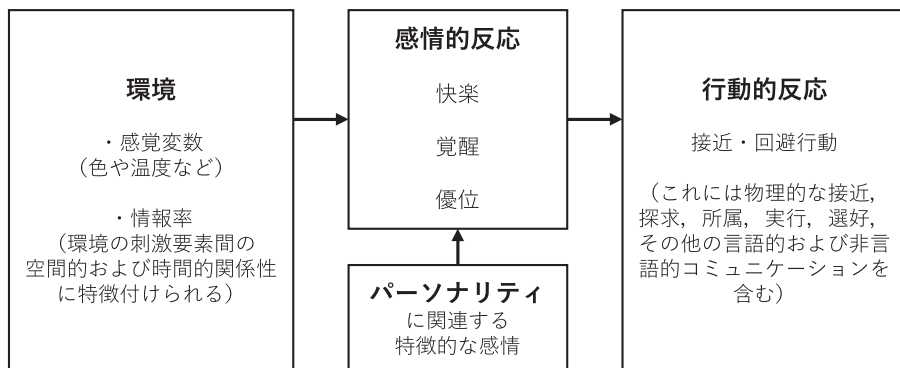 環境
・感覚変数
（色や温度など）
・情報率
（環境の刺激要素間の
空間的および時間的関係性
に特徴付けられる）
感情的反応
快楽
覚醒
優位
パーソナリティ
に関連する
特徴的な感情
行動的反応
接近・回避行動
（これには物理的な接近，
探求，所属，実行，選好，
その他の言語的および非言
語的コミュニケーションを
含む）